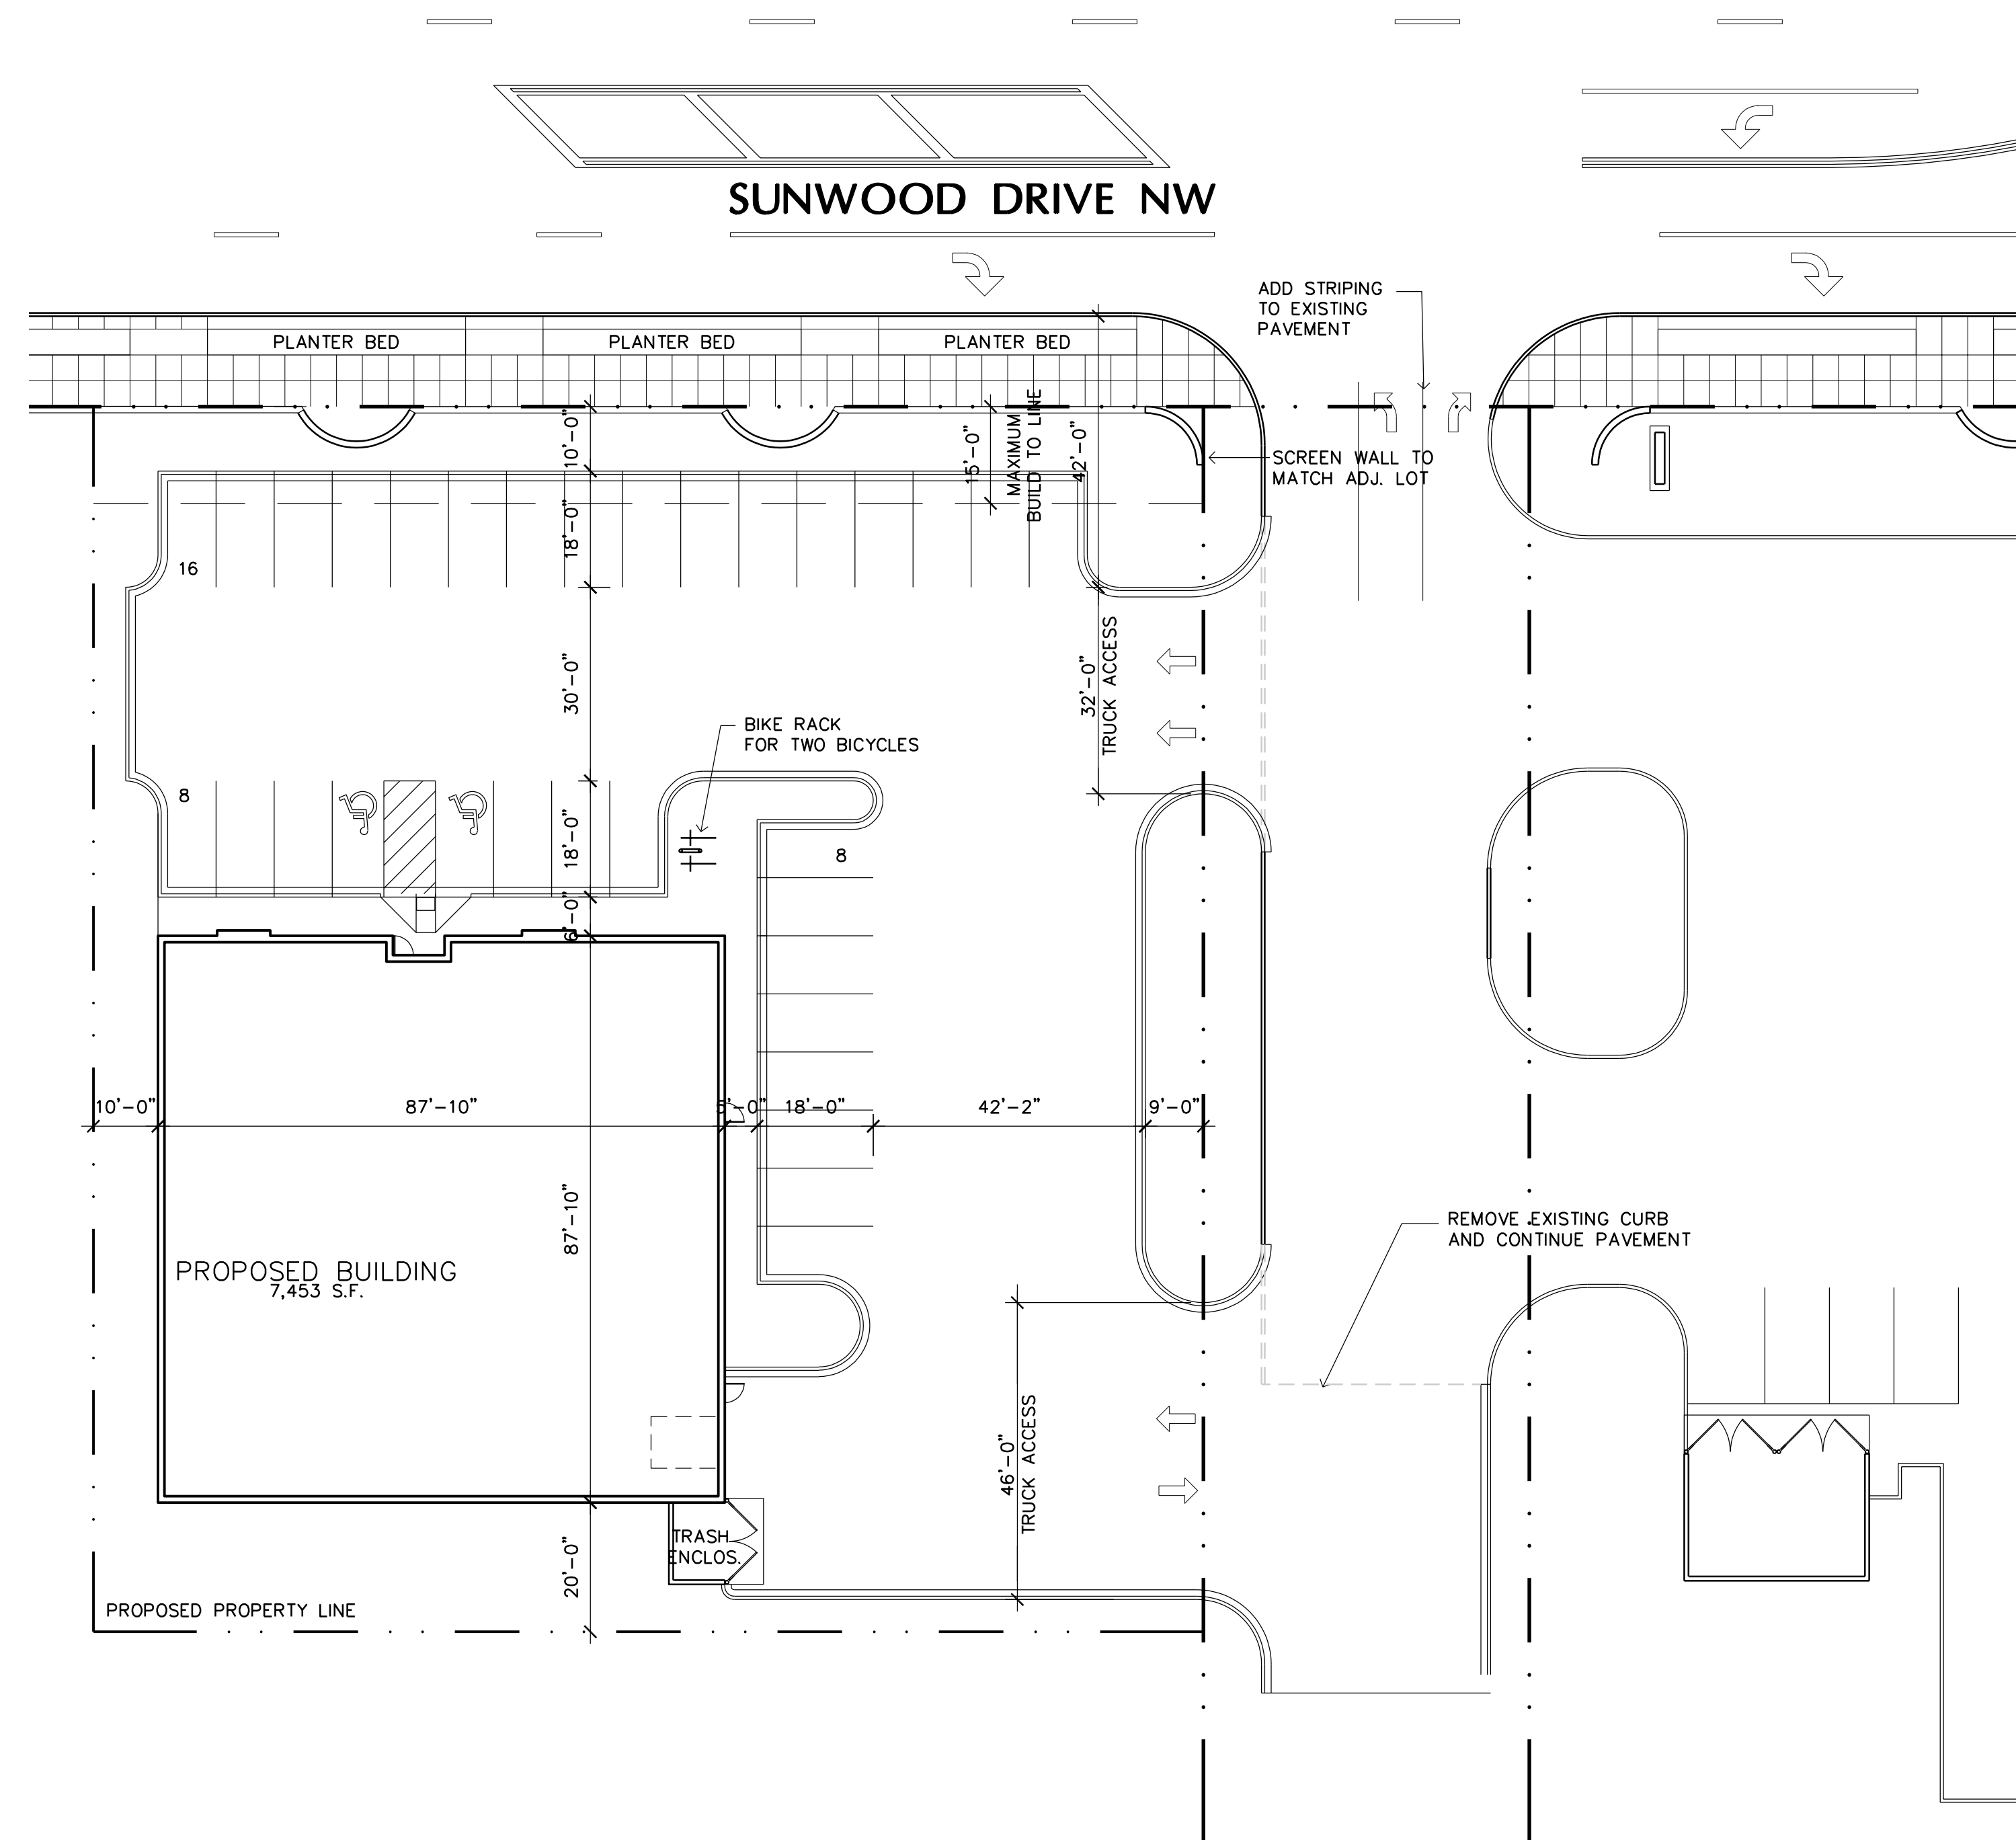 SUNWOOD DRIVE NW
ADD STRIPING
TO EXISTING
PAVEMENT
PLANTER BED
PLANTER BED
PLANTER BED
10'-0"
15'-0"
MAXIMUM
BUILD TO LINE
42'-0"
SCREEN WALL TO
MATCH ADJ. LOT
18'-0"
16
30'-0"
32'-0"
TRUCK ACCESS
BIKE RACK
FOR TWO BICYCLES
8
18'-0"
8
6'-0"
10'-0"
87'-10"
5'-0"
18'-0"
42'-2"
9'-0"
87'-10"
REMOVE EXISTING CURB
AND CONTINUE PAVEMENT
PROPOSED BUILDING
7,453 S.F.
46'-0"
TRUCK ACCESS
TRASH
ENCLOS.
20'-0"
PROPOSED PROPERTY LINE